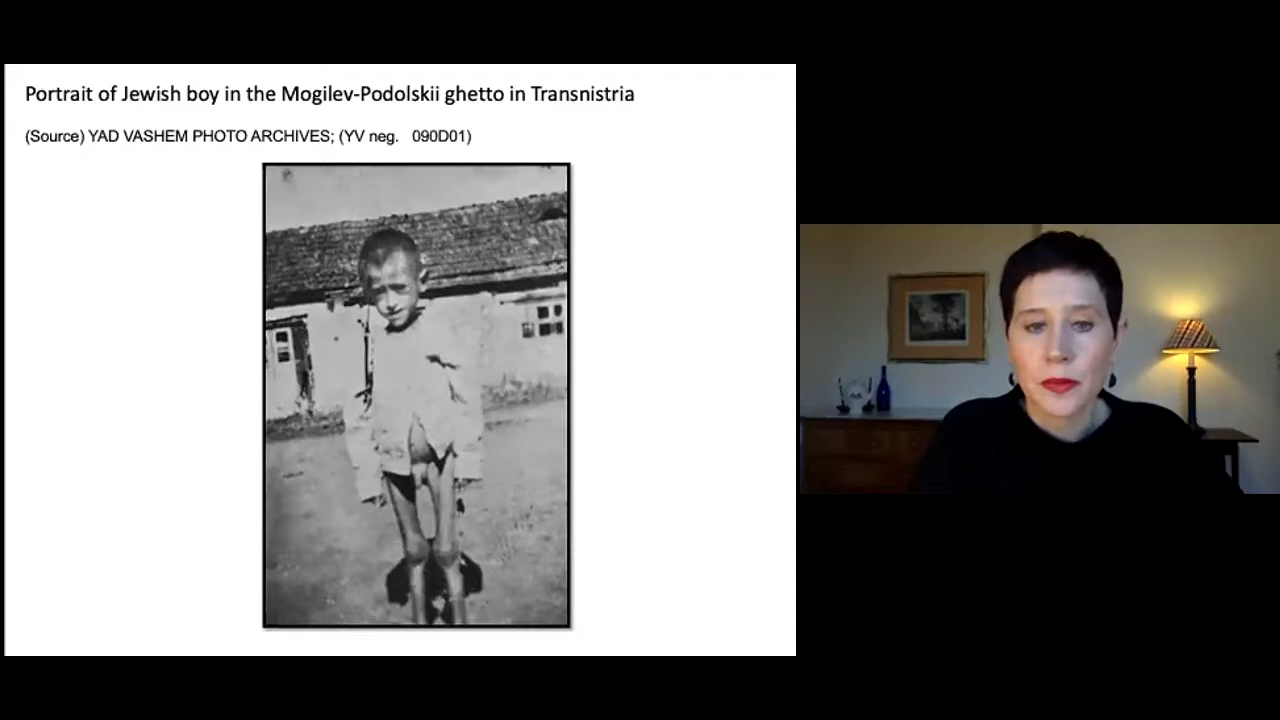 Portrait of Jewish boy in the Mogilev-Podolskii ghetto in Transnistria
(Source) YAD VASHEM PHOTO ARCHIVES; (YV neg. 090D01)